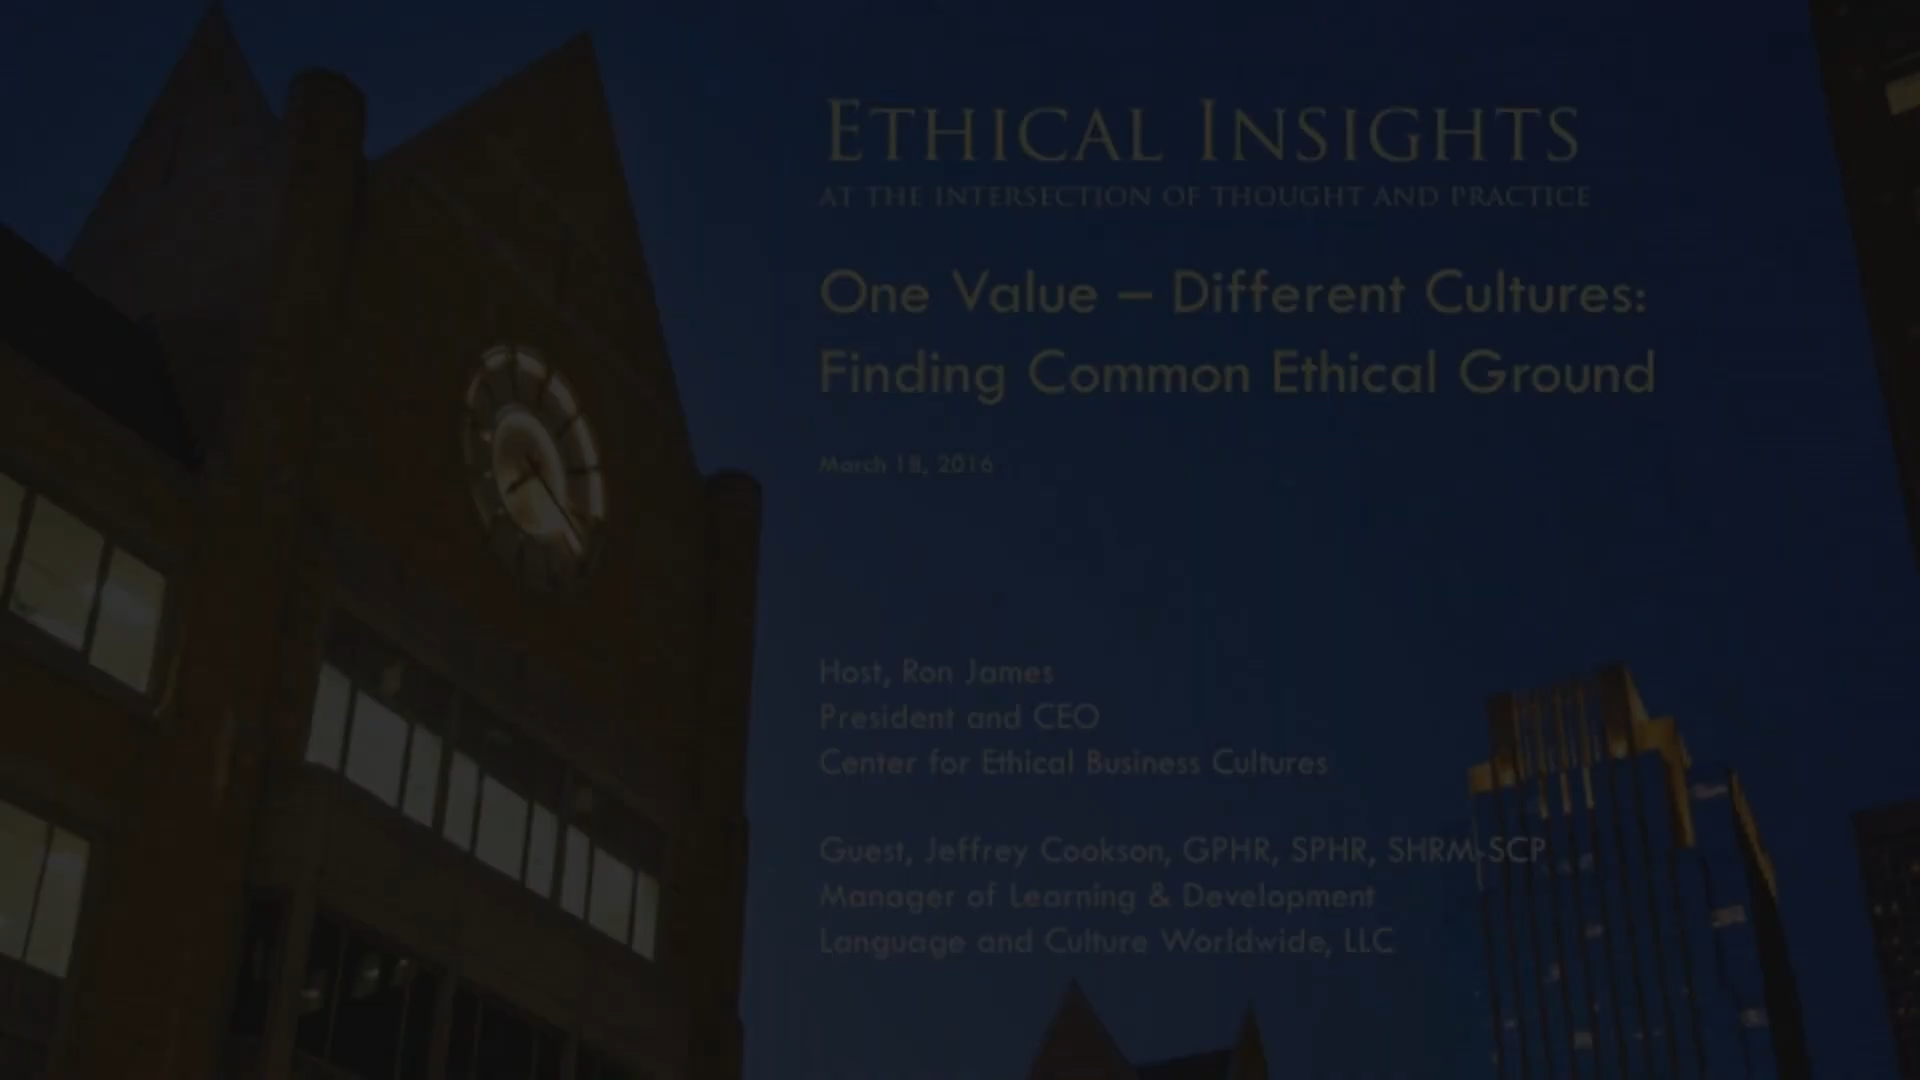 ETHICAL INSIGHTS
AT THE INTERSECTION OF THOUGHT AND PRACTICE
One Value – Different Cultures:
Finding Common Ethical Ground
March 18, 2016
Host, Ron James
President and CEO
Center for Ethical Business Cultures
Guest, Jeffrey Cookson, GPHR, SPHR, SHRM-SCP
Manager of Learning & Development
Language and Culture Worldwide, LLC